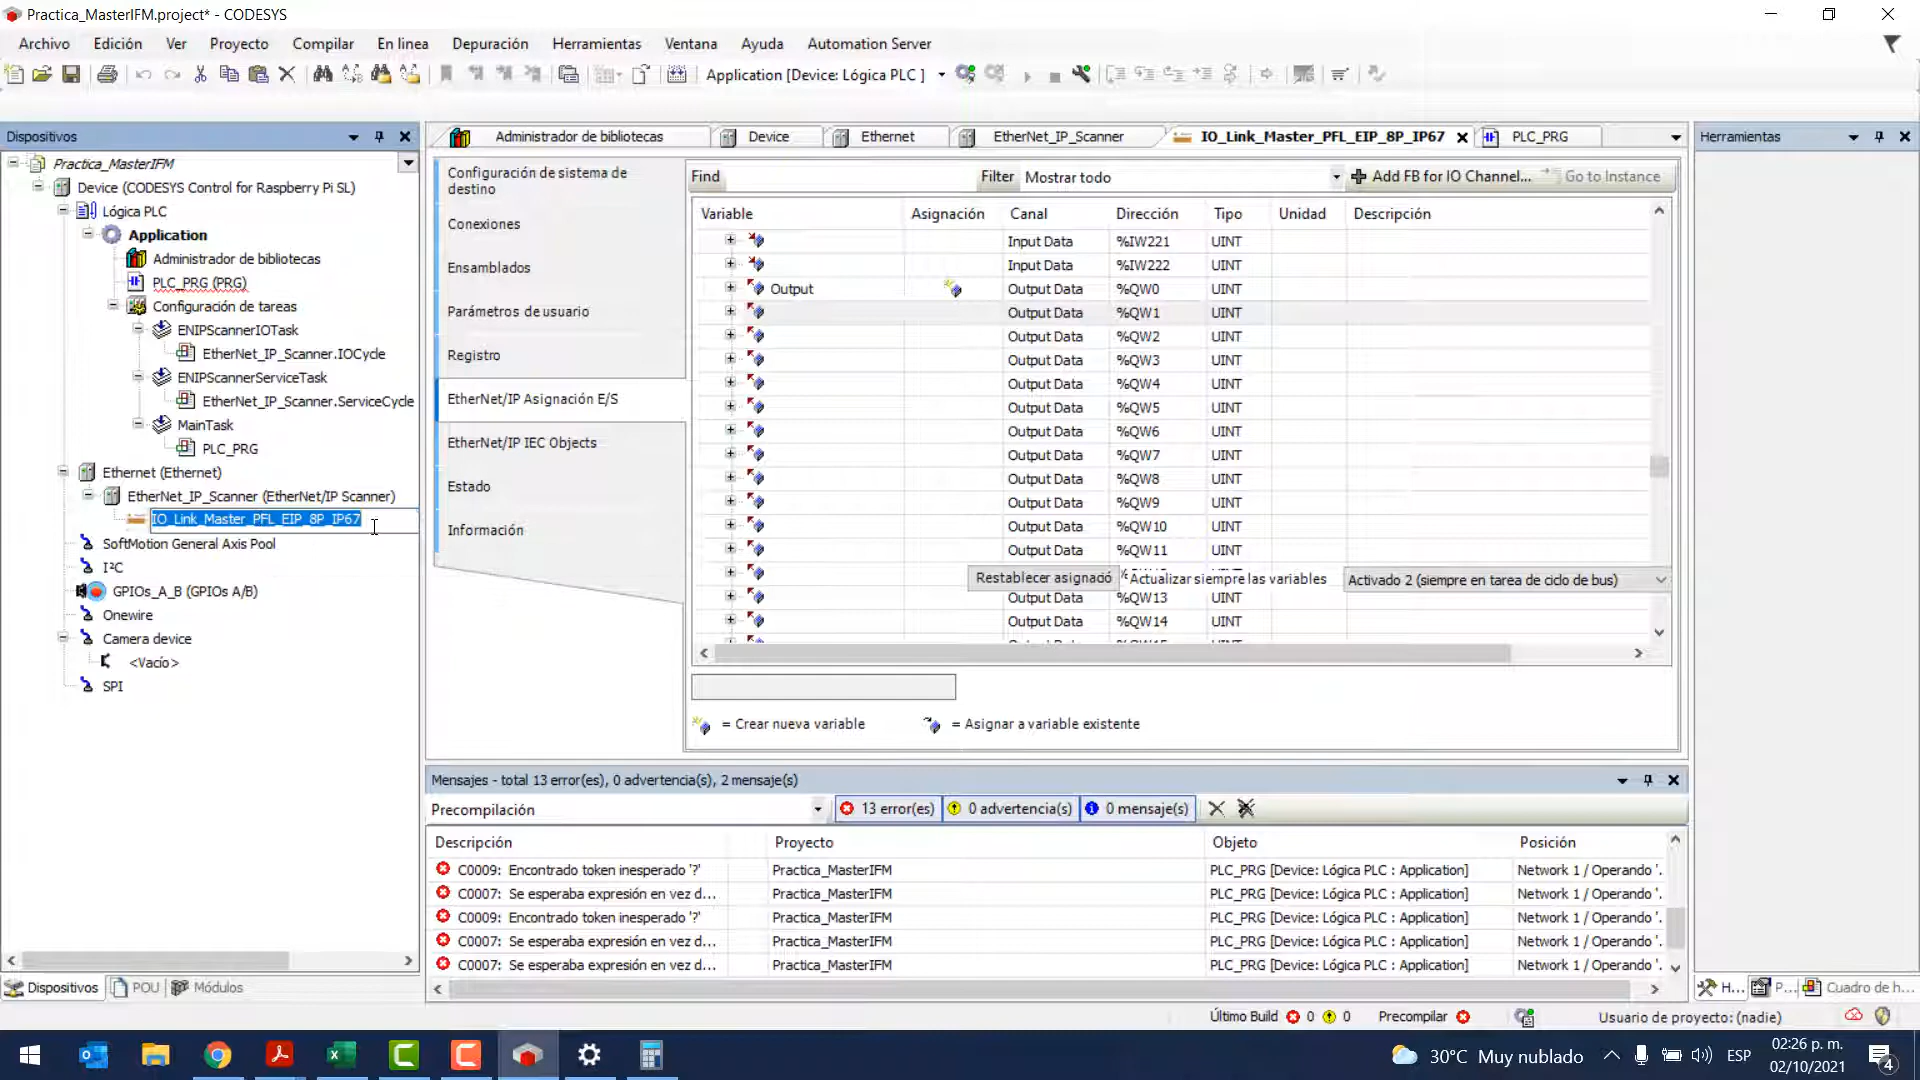 Practica_MasterIFM.project* - CODESYS
Archivo Edición Ver Proyecto Compilar En linea Depuración Herramientas Ventana Ayuda Automation Server
Application [Device: Lógica PLC ]
Dispositivos
Practica_MasterIFM
Device (CODESYS Control for Raspberry Pi SL)
Lógica PLC
Application
Administrador de bibliotecas
PLC_PRG (PRG)
Configuración de tareas
ENIPScannerIOTask
EtherNet_IP_Scanner.IOCycle
ENIPScannerServiceTask
EtherNet_IP_Scanner.ServiceCycle
MainTask
PLC_PRG
Ethernet (Ethernet)
EtherNet_IP_Scanner (EtherNet/IP Scanner)
IO_Link_Master_PFL_EIP_8P_IP67
SoftMotion General Axis Pool
I²C
GPIOs_A_B (GPIOs A/B)
Onewire
Camera device
<Vacío>
SPI
Dispositivos POU Módulos
Administrador de bibliotecas Device Ethernet EtherNet_IP_Scanner IO_Link_Master_PFL_EIP_8P_IP67 PLC_PRG
Configuración de sistema de
destino
Conexiones
Ensamblados
Parámetros de usuario
Registro
EtherNet/IP Asignación E/S
EtherNet/IP IEC Objects
Estado
Información
Find Filter Mostrar todo Add FB for IO Channel... Go to Instance
Variable Asignación Canal Dirección Tipo Unidad Descripción
Input Data %IW221 UINT
Input Data %IW222 UINT
Output Output Data %QW0 UINT
Output Data %QW1 UINT
Output Data %QW2 UINT
Output Data %QW3 UINT
Output Data %QW4 UINT
Output Data %QW5 UINT
Output Data %QW6 UINT
Output Data %QW7 UINT
Output Data %QW8 UINT
Output Data %QW9 UINT
Output Data %QW10 UINT
Output Data %QW11 UINT
Restablecer asignació Actualizar siempre las variables Activado 2 (siempre en tarea de ciclo de bus)
Output Data %QW13 UINT
Output Data %QW14 UINT
= Crear nueva variable = Asignar a variable existente
Herramientas
Mensajes - total 13 error(es), 0 advertencia(s), 2 mensaje(s)
Precompilación 13 error(es) 0 advertencia(s) 0 mensaje(s)
Descripción Proyecto Objeto Posición
C0009: Encontrado token inesperado '?' Practica_MasterIFM PLC_PRG [Device: Lógica PLC : Application] Network 1 / Operando '.
C0007: Se esperaba expresión en vez d... Practica_MasterIFM PLC_PRG [Device: Lógica PLC : Application] Network 1 / Operando '.
C0009: Encontrado token inesperado '?' Practica_MasterIFM PLC_PRG [Device: Lógica PLC : Application] Network 1 / Operando '.
C0007: Se esperaba expresión en vez d... Practica_MasterIFM PLC_PRG [Device: Lógica PLC : Application] Network 1 / Operando '.
C0007: Se esperaba expresión en vez d... Practica_MasterIFM PLC_PRG [Device: Lógica PLC : Application] Network 1 / Operando '.
H... P... Cuadro de h...
Último Build 0 0 Precompilar Usuario de proyecto: (nadie)
30°C Muy nublado ESP
02:26 p. m.
02/10/2021
4